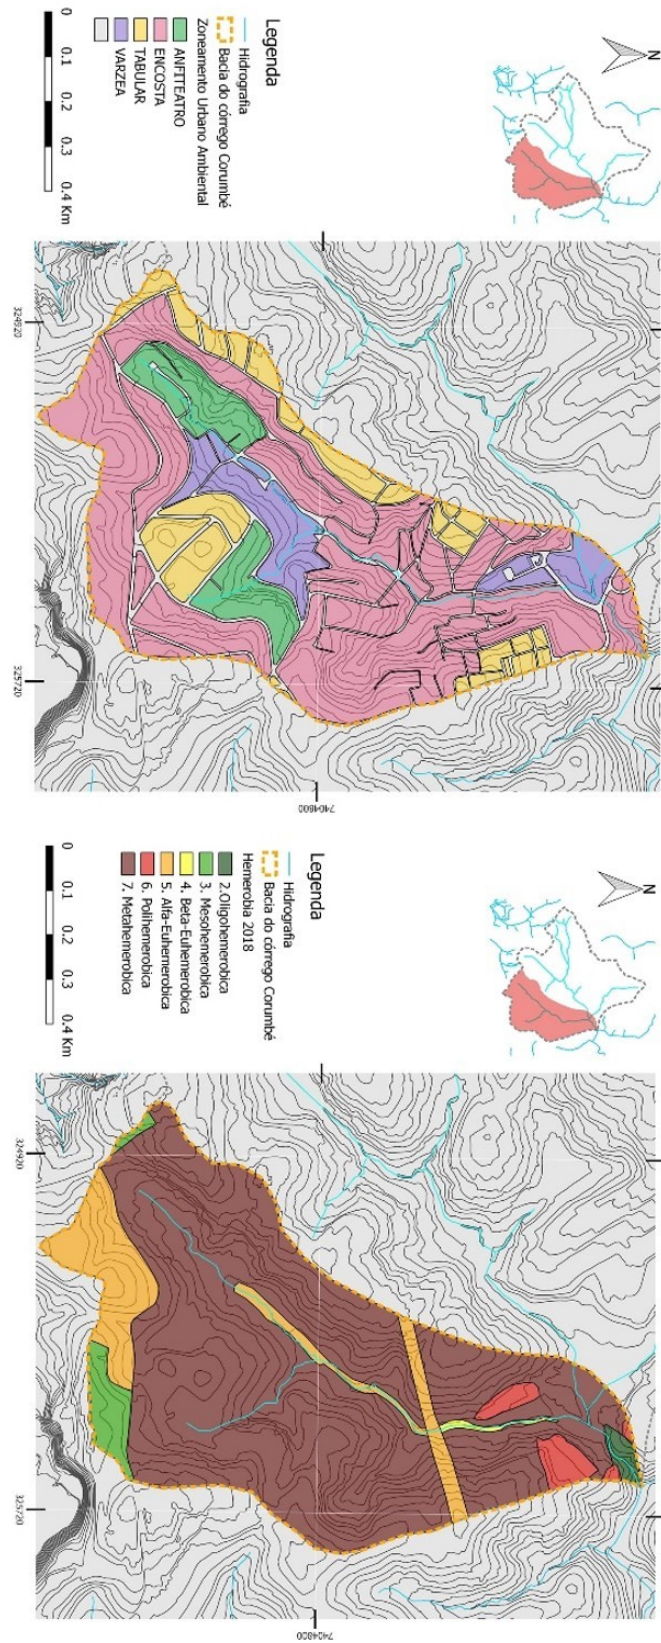 N
Legenda
Hidrografia
Bacia do córrego Corumbé
Zoneamento Urbano Ambiental
ANFITEATRO
ENCOSTA
TABULAR
VARZEA
0 0.1 0.2 0.3 0.4 Km
324920
325720
7404800
N
Legenda
Hidrografia
Bacia do córrego Corumbé
Hemerobia 2018
2.Oligohemerobica
3. Mesohemerobica
4. Beta-Euhemerobica
5. Alfa-Euhemerobica
6. Polihemerobica
7. Metahemerobica
0 0.1 0.2 0.3 0.4 Km
324920
325720
7404800